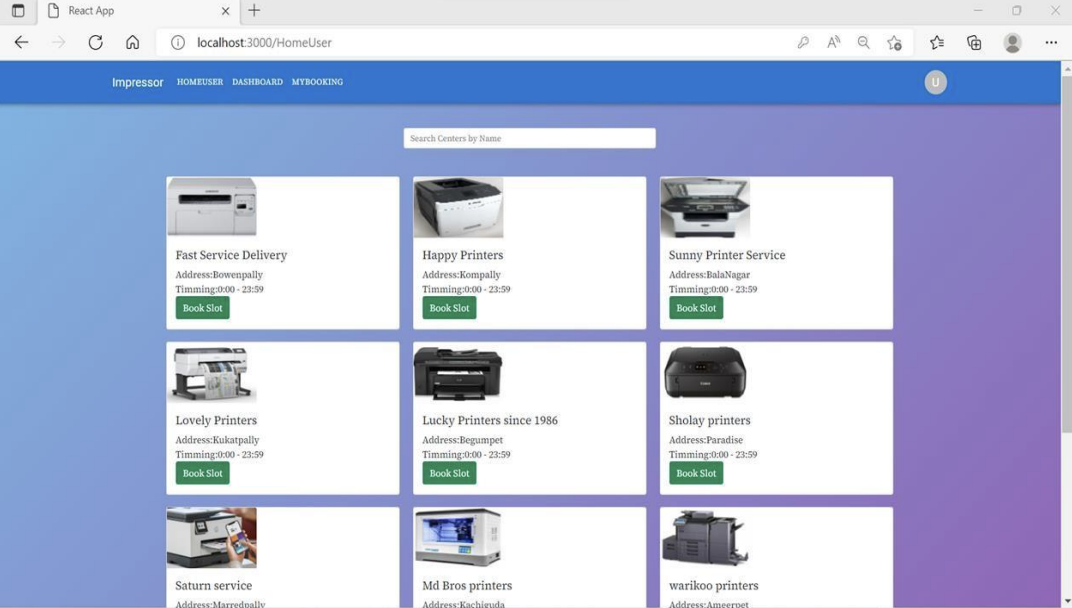 React App
localhost:3000/HomeUser
Impressor HOMEUSER DASHBOARD MYBOOKING U
Search Centers by Name
Fast Service Delivery
Address:Bowenpally
Timming:0:00 - 23:59
Book Slot
Happy Printers
Address:Kompally
Timming:0:00 - 23:59
Book Slot
Sunny Printer Service
Address:BalaNagar
Timming:0:00 - 23:59
Book Slot
Lovely Printers
Address:Kukatpally
Timming:0:00 - 23:59
Book Slot
Lucky Printers since 1986
Address:Begumpet
Timming:0:00 - 23:59
Book Slot
Sholay printers
Address:Paradise
Timming:0:00 - 23:59
Book Slot
Saturn service
Address:Marredpally
Md Bros printers
Address:Kachiguda
warikoo printers
Address:Ameerpet